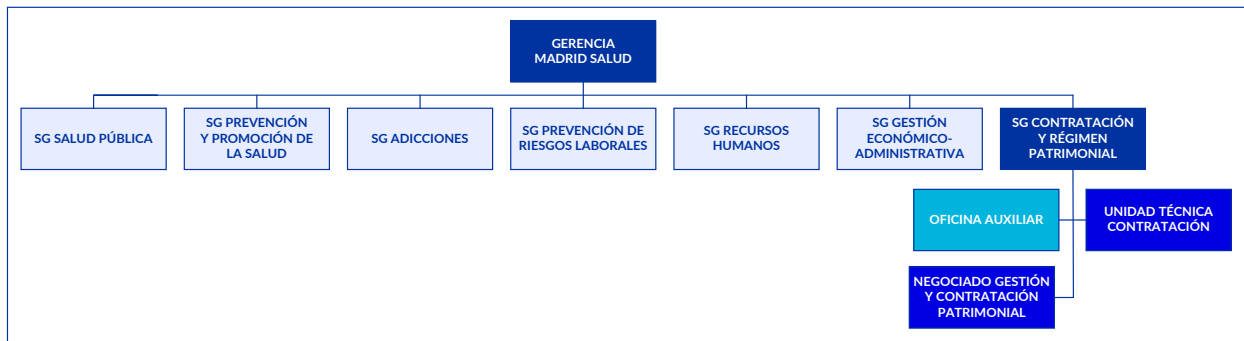 GERENCIA
MADRID SALUD
SG SALUD PÚBLICA
SG PREVENCIÓN
Y PROMOCIÓN DE
LA SALUD
SG ADICCIONES
SG PREVENCIÓN DE
RIESGOS LABORALES
SG RECURSOS
HUMANOS
SG GESTIÓN
ECONÓMICO-
ADMINISTRATIVA
SG CONTRATACIÓN
Y RÉGIMEN
PATRIMONIAL
OFICINA AUXILIAR
UNIDAD TÉCNICA
CONTRATACIÓN
NEGOCIADO GESTIÓN
Y CONTRATACIÓN
PATRIMONIAL